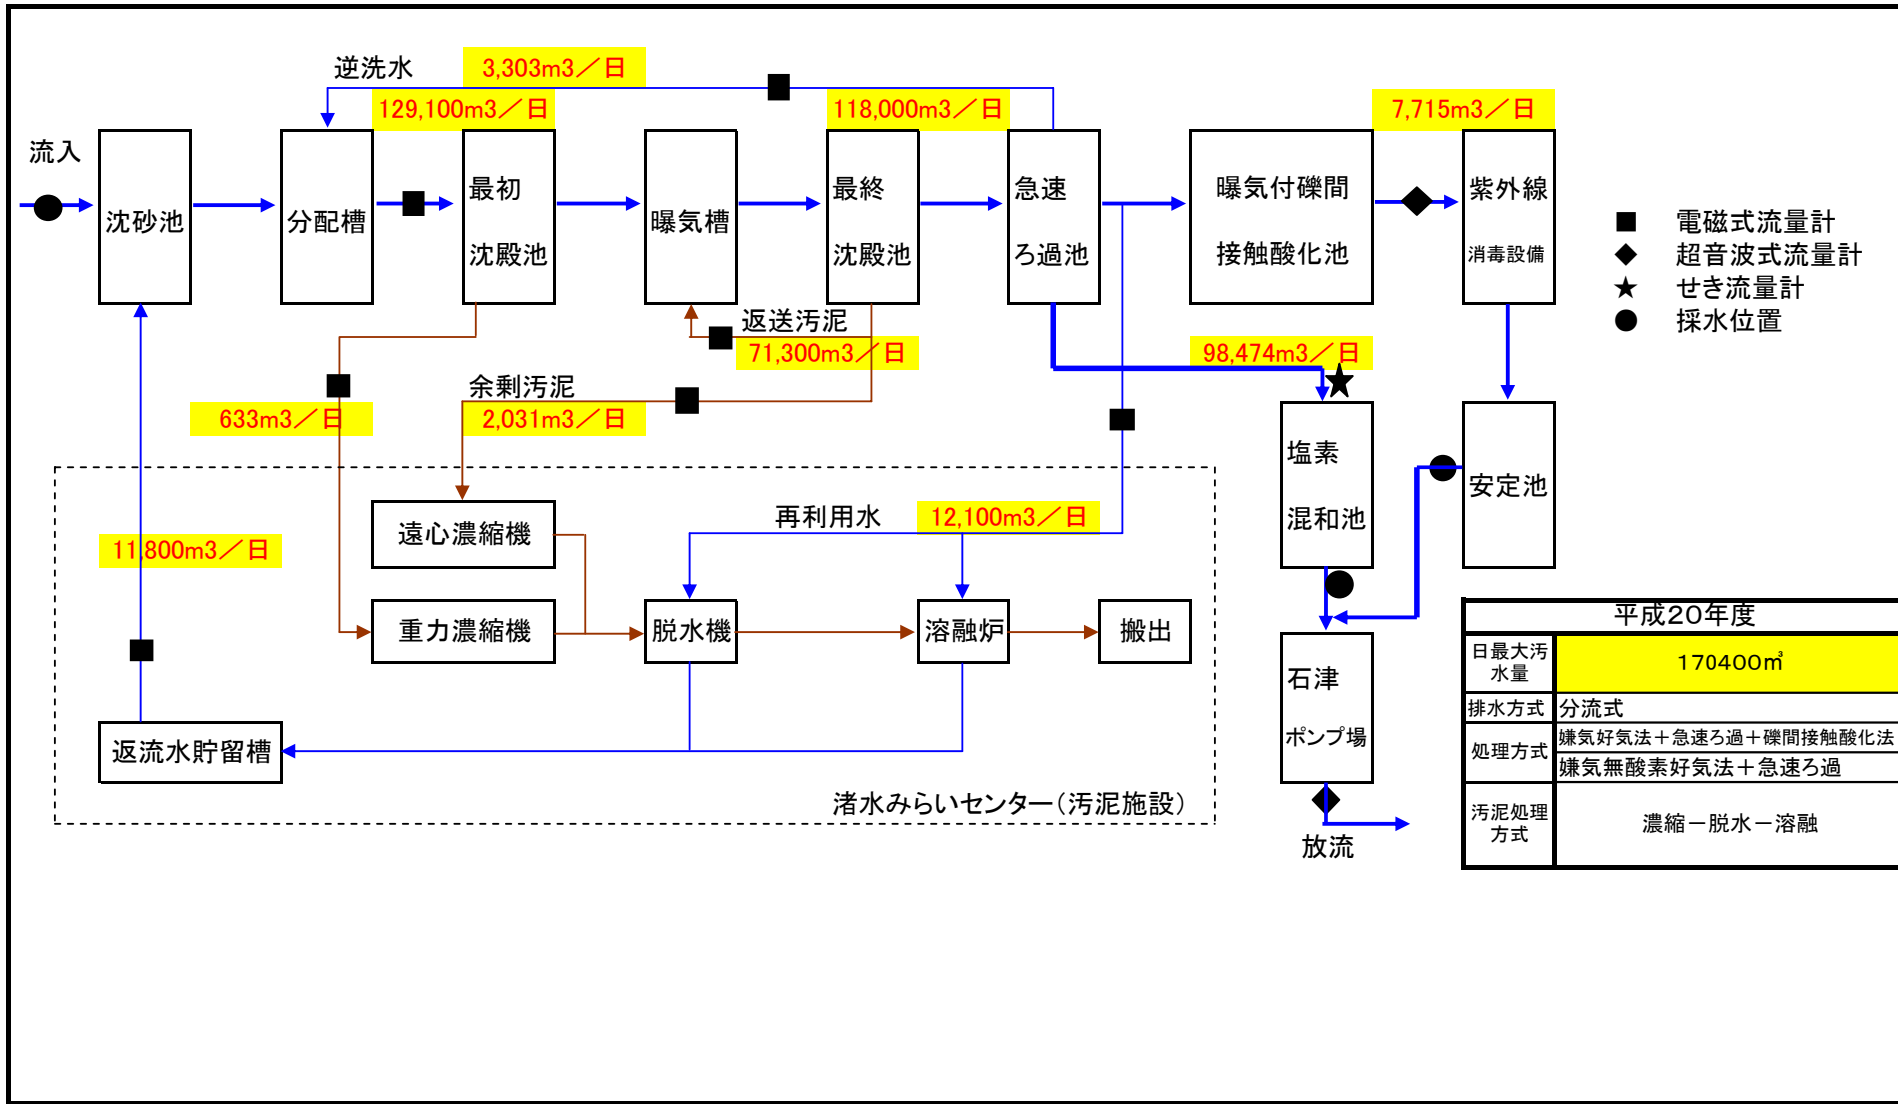 逆洗水
3,303m3／日
129,100m3／日
118,000m3／日
7,715m3／日
流入
沈砂池
分配槽
最初
沈殿池
曝気槽
最終
沈殿池
急速
ろ過池
曝気付礫間
接触酸化池
紫外線
消毒設備
■ 電磁式流量計
◆ 超音波式流量計
★ せき流量計
● 採水位置
返送汚泥
71,300m3／日
98,474m3／日
余剰汚泥
633m3／日
2,031m3／日
塩素
混和池
安定池
遠心濃縮機
再利用水
12,100m3／日
11,800m3／日
重力濃縮機
脱水機
溶融炉
搬出
石津
ポンプ場
返流水貯留槽
渚水みらいセンター（汚泥施設）
放流
平成20年度
日最大汚
水量
170400㎥
排水方式
分流式
処理方式
嫌気好気法＋急速ろ過＋礫間接触酸化法
嫌気無酸素好気法＋急速ろ過
汚泥処理
方式
濃縮－脱水－溶融